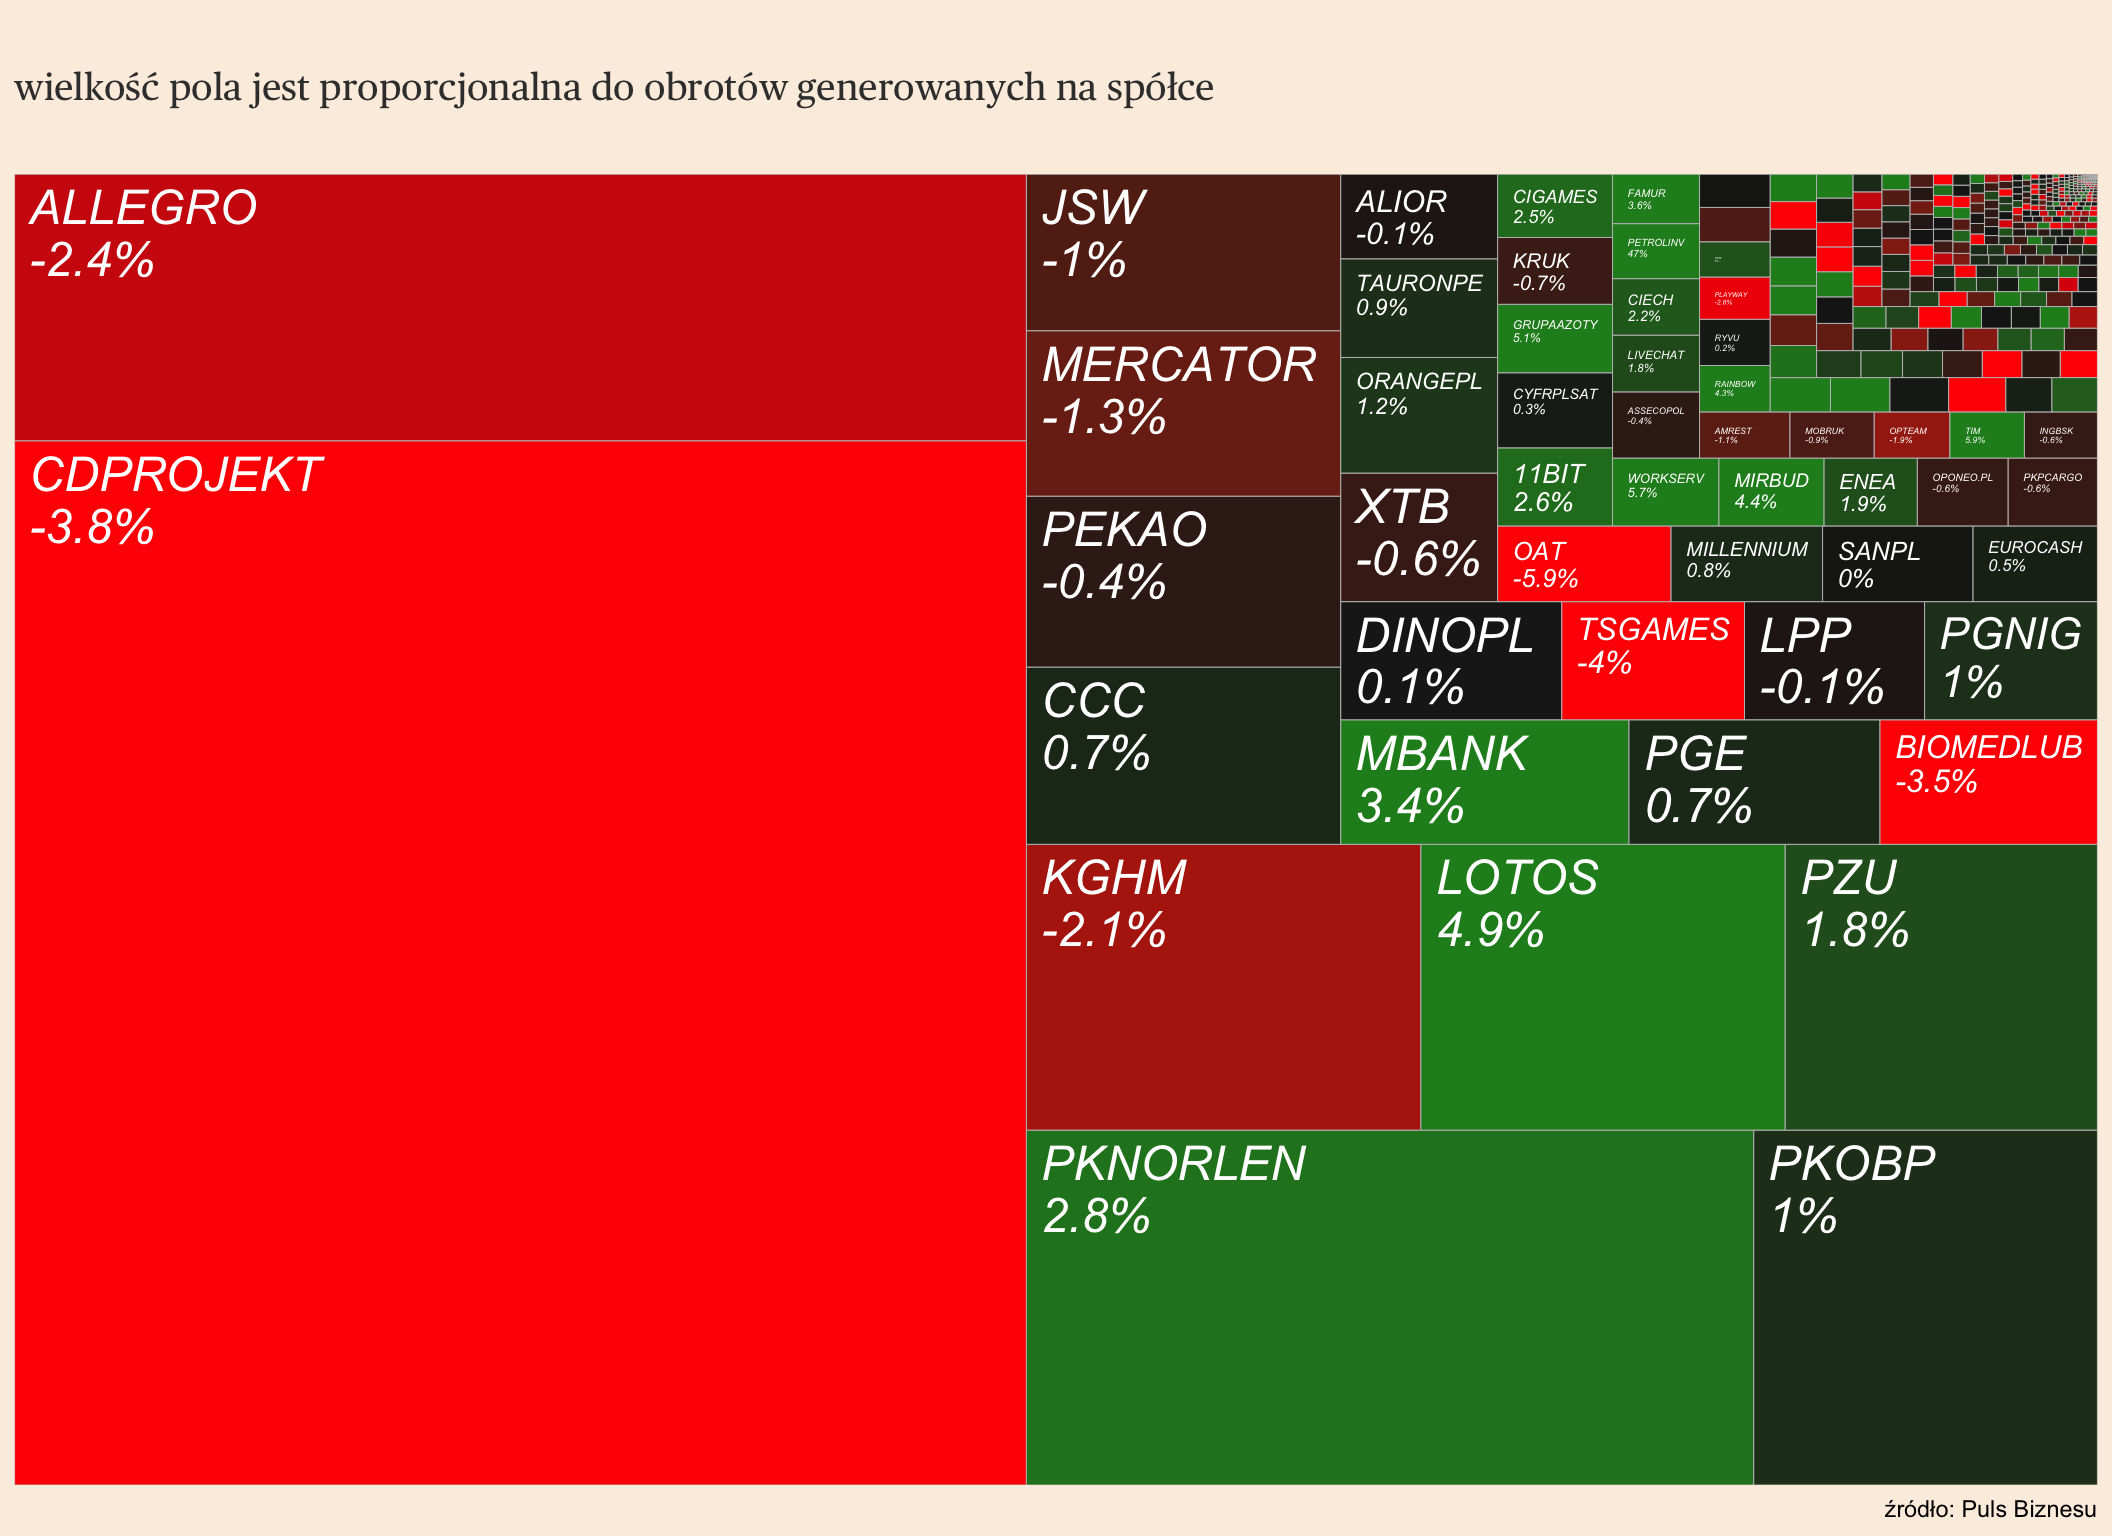 wielkość pola jest proporcjonalna do obrotów generowanych na spółce
ALLEGRO
-2.4%
CDPROJEKT
-3.8%
JSW
-1%
MERCATOR
-1.3%
PEKAO
-0.4%
CCC
0.7%
KGHM
-2.1%
LOTOS
4.9%
PZU
1.8%
PKNORLEN
2.8%
PKOBP
1%
ALIOR
-0.1%
TAURONPE
0.9%
ORANGEPL
1.2%
XTB
-0.6%
DINOPL
0.1%
TSGAMES
-4%
LPP
-0.1%
PGNIG
1%
MBANK
3.4%
PGE
0.7%
BIOMEDLUB
-3.5%
CIGAMES
2.5%
KRUK
-0.7%
GRUPAAZOTY
5.1%
CYFRPLSAT
0.3%
11BIT
2.6%
OAT
-5.9%
MILLENNIUM
0.8%
SANPL
0%
EUROCASH
0.5%
FAMUR
3.6%
PETROLINV
47%
CIECH
2.2%
LIVECHAT
1.8%
ASSECOPOL
-0.4%
WORKSERV
5.7%
MIRBUD
4.4%
ENEA
1.9%
OPONEO.PL
-0.6%
PKPCARGO
-0.6%
PLAYWAY
-2.8%
RYVU
0.2%
RAINBOW
4.3%
AMREST
-1.1%
MOBRUK
-0.9%
OPTEAM
-1.9%
TIM
5.9%
INGBSK
-0.6%
źródło: Puls Biznesu